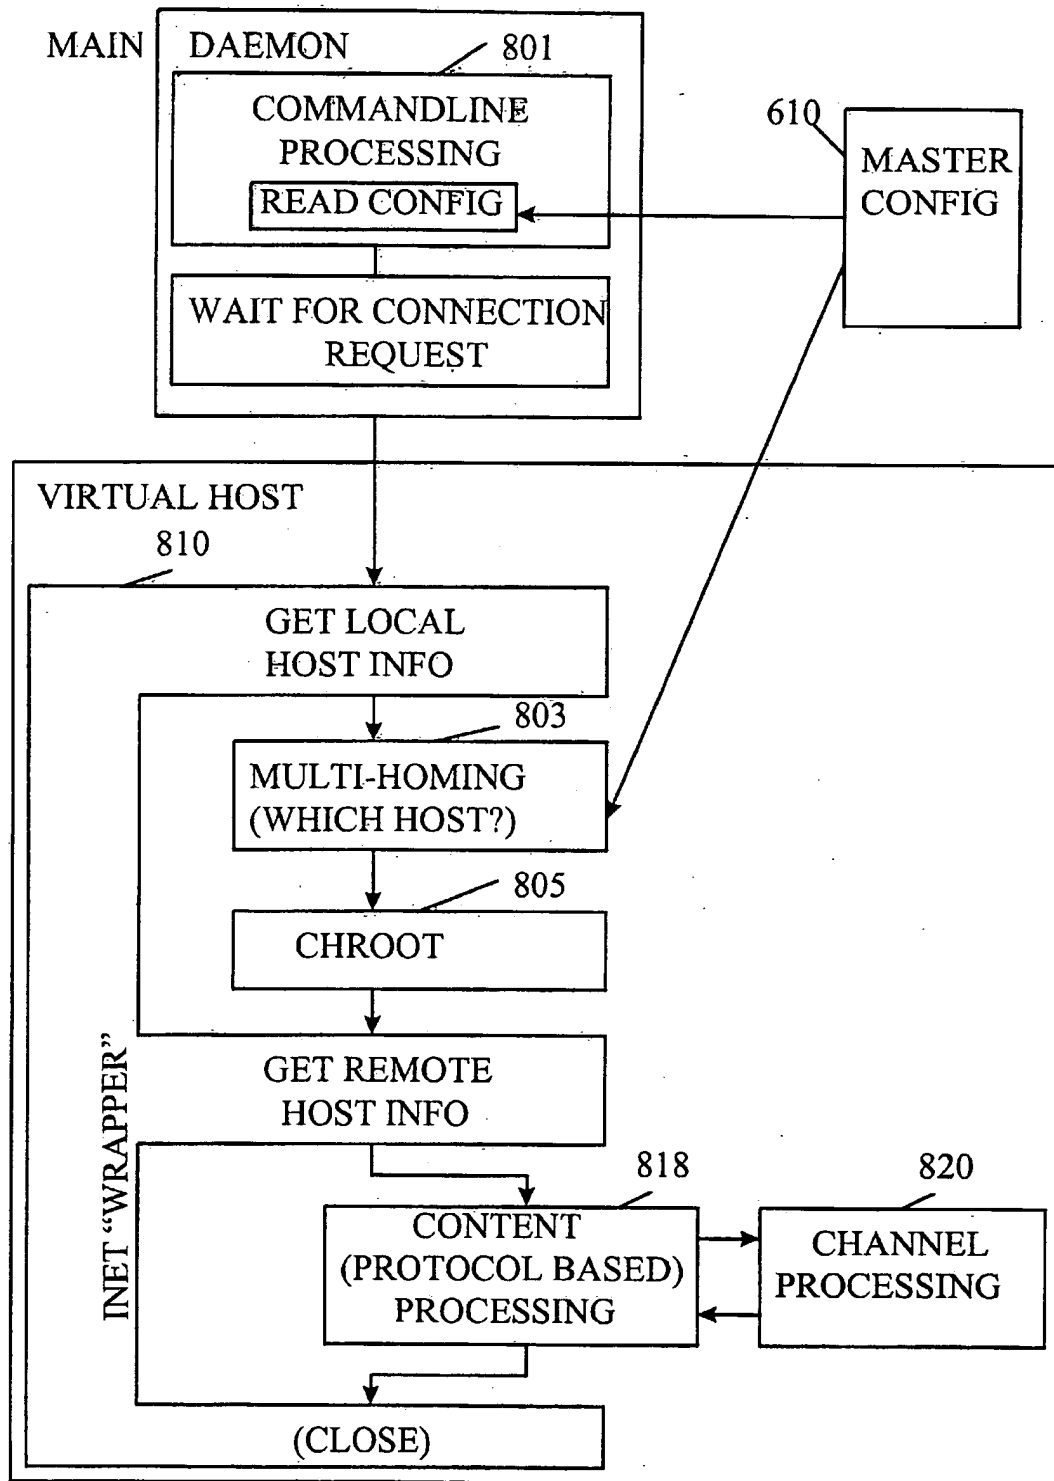 MAIN DAEMON
801
COMMANDLINE
PROCESSING
READ CONFIG
610
MASTER
CONFIG
WAIT FOR CONNECTION
REQUEST
VIRTUAL HOST
810
GET LOCAL
HOST INFO
803
MULTI-HOMING
(WHICH HOST?)
805
CHROOT
GET REMOTE
HOST INFO
INET “WRAPPER”
818
820
CONTENT
(PROTOCOL BASED)
PROCESSING
CHANNEL
PROCESSING
(CLOSE)